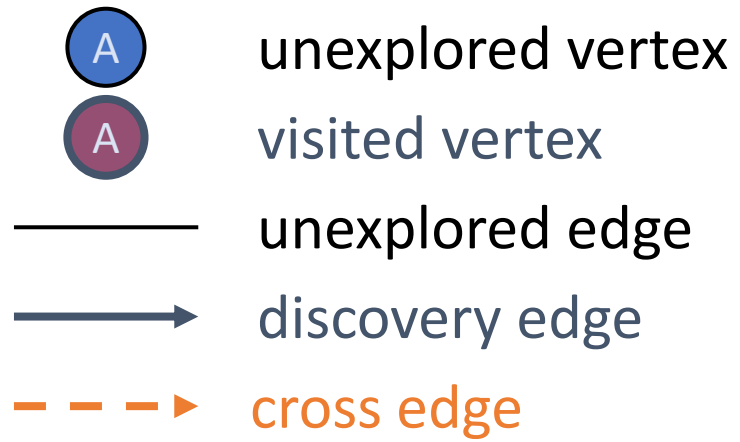 A unexplored vertex
A visited vertex
unexplored edge
discovery edge
cross edge